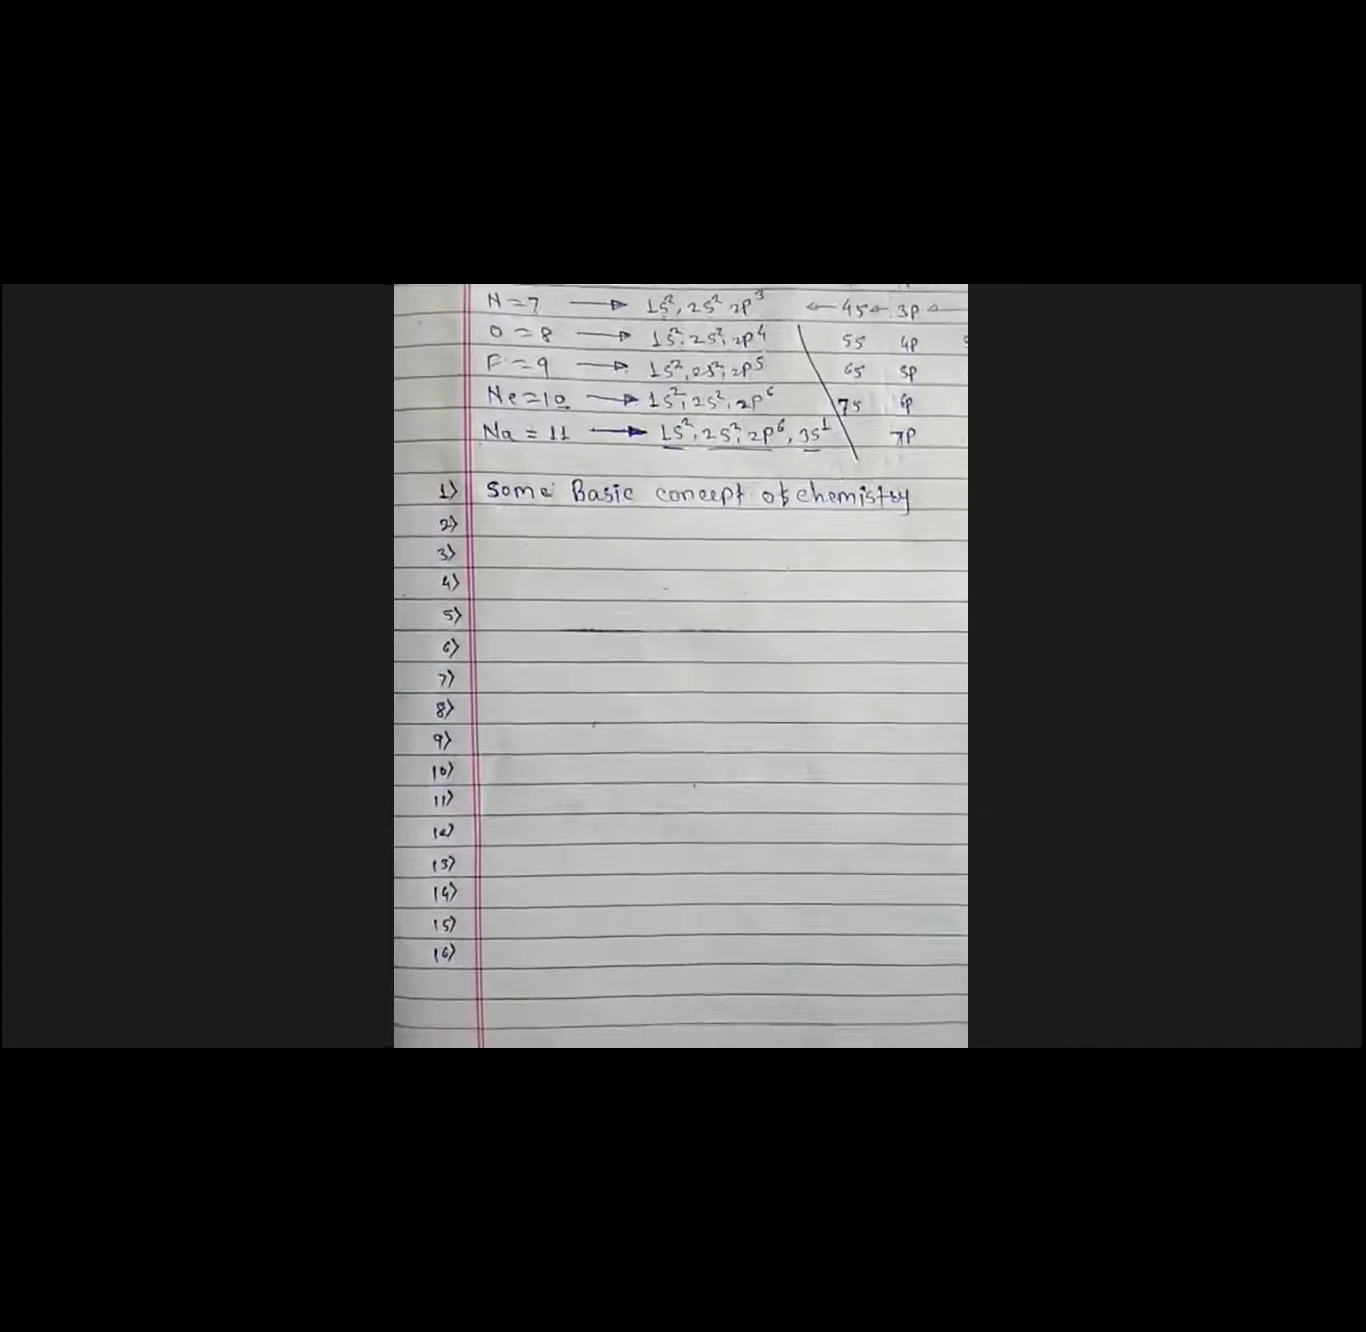 N = 7 → 1s², 2s² 2p³ ← 4s ← 3p ←
O = 8 → 1s², 2s², 2p⁴ 5s 4p
F = 9 → 1s², 2s², 2p⁵ 6s 5p
Ne = 10 → 1s², 2s², 2p⁶ 7s 6p
Na = 11 → 1s², 2s², 2p⁶, 3s¹ 7p
1) Some Basic concept of chemistry
2)
3)
4)
5)
6)
7)
8)
9)
10)
11)
12)
13)
14)
15)
16)